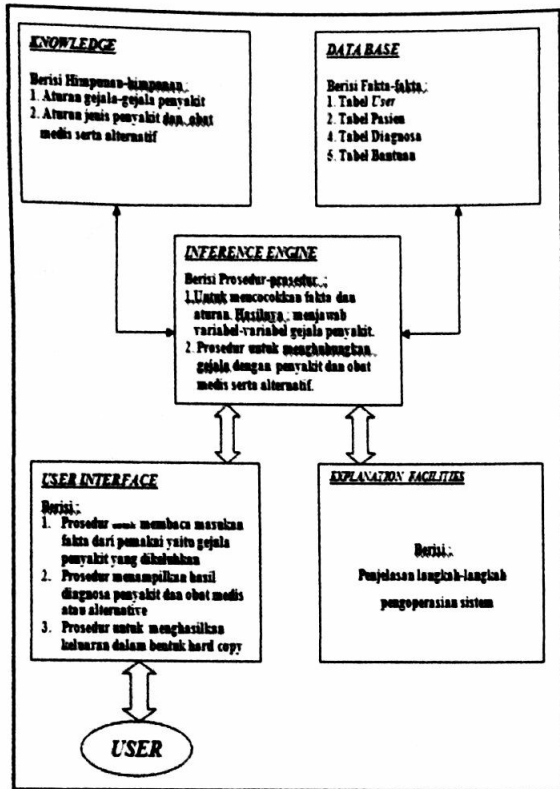 KNOWLEDGE
Berisi Himpunan-himpunan :
1. Aturan gejala-gejala penyakit
2. Aturan jenis penyakit dan obat
medis serta alternatif
DATA BASE
Berisi Fakta-fakta :
1. Tabel User
2. Tabel Pasien
4. Tabel Diagnosa
5. Tabel Bantuan
INFERENCE ENGINE
Berisi Prosedur-prosedur :
1.Untuk mencocokkan fakta dan
aturan. Hasilnya : menjawab
variabel-variabel gejala penyakit.
2. Prosedur untuk menghubungkan
gejala dengan penyakit dan obat
medis serta alternatif.
USER INTERFACE
Berisi :
1. Prosedur untuk membaca masukan
fakta dari pemakai yaitu gejala
penyakit yang dikeluhkan
2. Prosedur menampilkan hasil
diagnosa penyakit dan obat medis
atau alternative
3. Prosedur untuk menghasilkan
keluaran dalam bentuk hard copy
EXPLANATION FACILITIES
Berisi :
Penjelasan langkah-langkah
pengoperasian sistem
USER